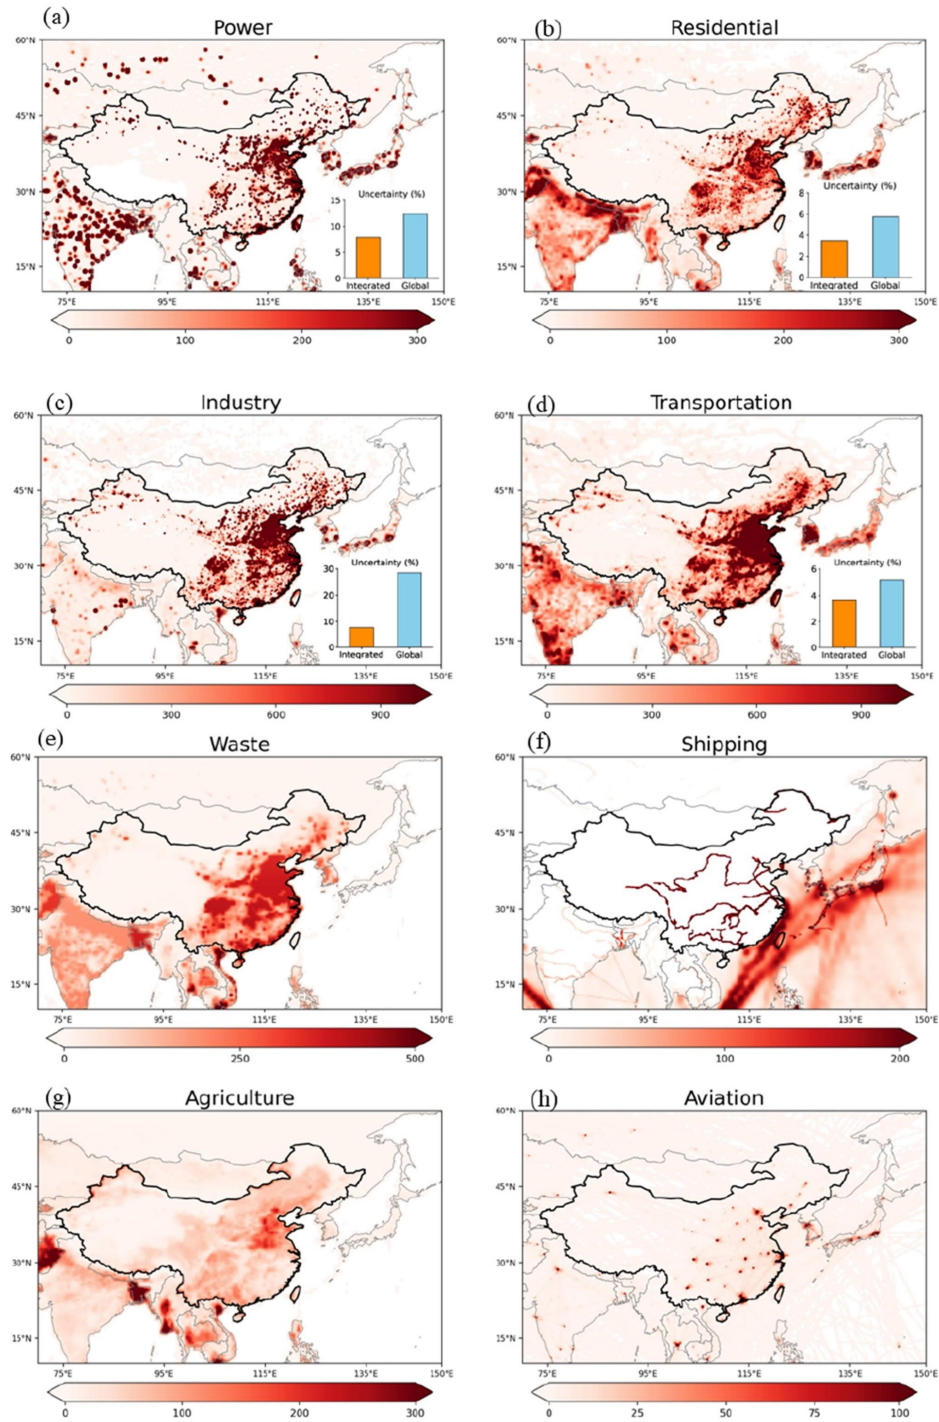 (a) Power
60°N
45°N
30°N
15°N
Uncertainty (%)
15
10
5
0
Integrated Global
75°E 95°E 115°E 135°E 150°E
0 100 200 300
(b) Residential
60°N
45°N
30°N
15°N
Uncertainty (%)
8
6
4
2
0
Integrated Global
75°E 95°E 115°E 135°E 150°E
0 100 200 300
(c) Industry
60°N
45°N
30°N
15°N
Uncertainty (%)
30
20
10
0
Integrated Global
75°E 95°E 115°E 135°E 150°E
0 300 600 900
(d) Transportation
60°N
45°N
30°N
15°N
Uncertainty (%)
6
4
2
0
Integrated Global
75°E 95°E 115°E 135°E 150°E
0 300 600 900
(e) Waste
60°N
45°N
30°N
15°N
75°E 95°E 115°E 135°E 150°E
0 250 500
(f) Shipping
60°N
45°N
30°N
15°N
75°E 95°E 115°E 135°E 150°E
0 100 200
(g) Agriculture
60°N
45°N
30°N
15°N
75°E 95°E 115°E 135°E 150°E
0 100 200 300
(h) Aviation
60°N
45°N
30°N
15°N
75°E 95°E 115°E 135°E 150°E
0 25 50 75 100